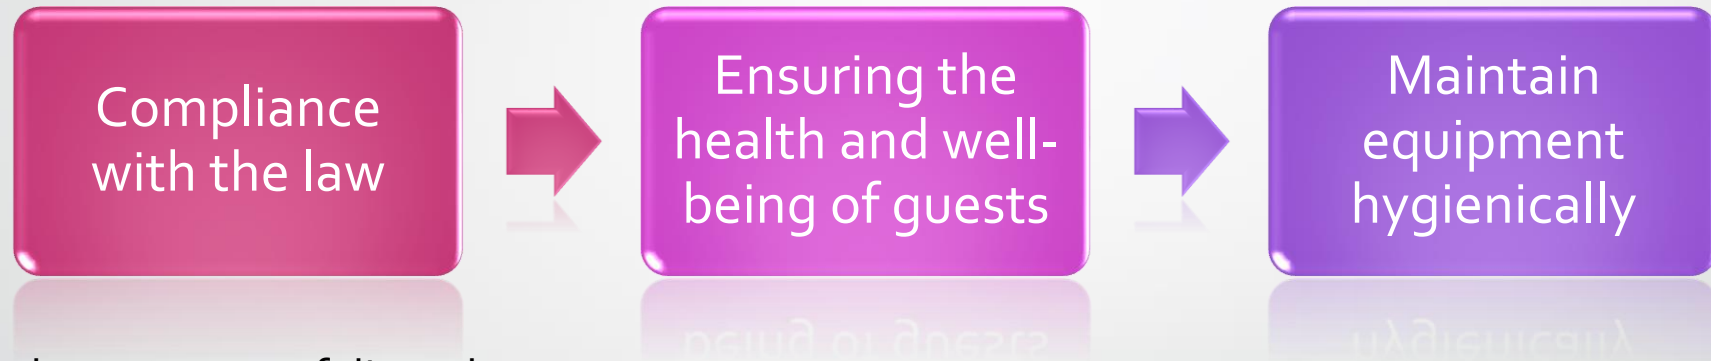 Compliance
with the law
Ensuring the
health and well-
being of guests
Maintain
equipment
hygienically